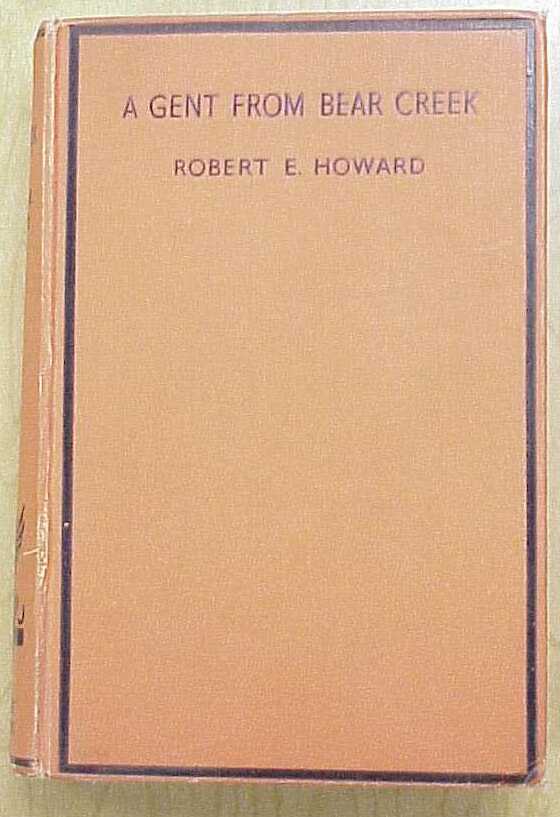 A GENT FROM BEAR CREEK
ROBERT E. HOWARD